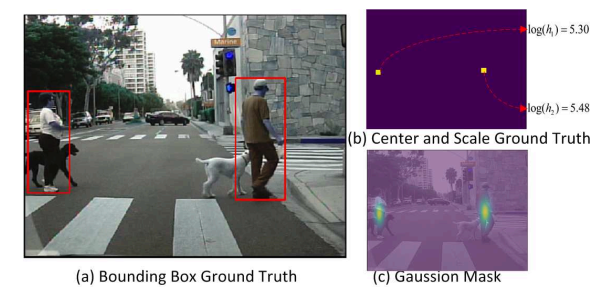 Marine
log(h₁) = 5.30
log(h₂) = 5.48
(b) Center and Scale Ground Truth
(a) Bounding Box Ground Truth
(c) Gaussion Mask